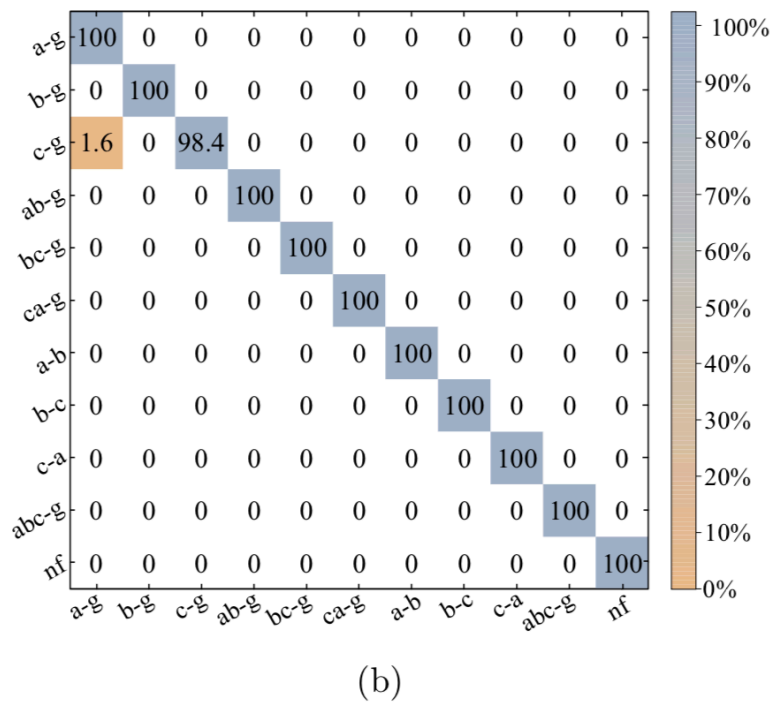 a-g 100 0 0 0 0 0 0 0 0 0 0 100%
b-g 0 100 0 0 0 0 0 0 0 0 0 90%
c-g 1.6 0 98.4 0 0 0 0 0 0 0 0 80%
ab-g 0 0 0 100 0 0 0 0 0 0 0 70%
bc-g 0 0 0 0 100 0 0 0 0 0 0 60%
ca-g 0 0 0 0 0 100 0 0 0 0 0 50%
a-b 0 0 0 0 0 0 100 0 0 0 0 40%
b-c 0 0 0 0 0 0 0 100 0 0 0 30%
c-a 0 0 0 0 0 0 0 0 100 0 0 20%
abc-g 0 0 0 0 0 0 0 0 0 100 0 10%
nf 0 0 0 0 0 0 0 0 0 0 100 0%
a-g b-g c-g ab-g bc-g ca-g a-b b-c c-a abc-g nf
(b)